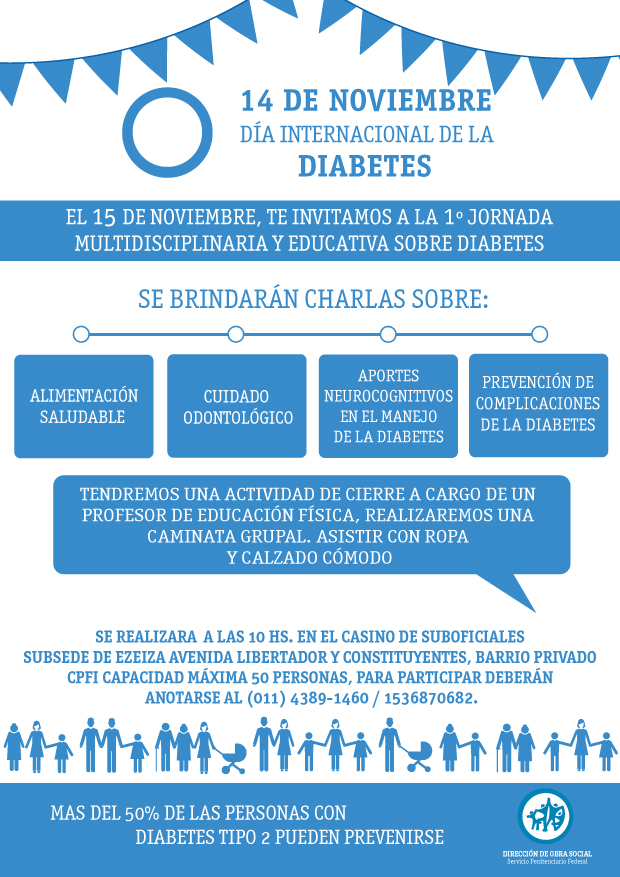 14 DE NOVIEMBRE
DÍA INTERNACIONAL DE LA
DIABETES
EL 15 DE NOVIEMBRE, TE INVITAMOS A LA 1º JORNADA
MULTIDISCIPLINARIA Y EDUCATIVA SOBRE DIABETES
SE BRINDARÁN CHARLAS SOBRE:
ALIMENTACIÓN
SALUDABLE
CUIDADO
ODONTOLÓGICO
APORTES
NEUROCOGNITIVOS
EN EL MANEJO
DE LA DIABETES
PREVENCIÓN DE
COMPLICACIONES
DE LA DIABETES
TENDREMOS UNA ACTIVIDAD DE CIERRE A CARGO DE UN
PROFESOR DE EDUCACIÓN FÍSICA, REALIZAREMOS UNA
CAMINATA GRUPAL. ASISTIR CON ROPA
Y CALZADO CÓMODO
SE REALIZARA A LAS 10 HS. EN EL CASINO DE SUBOFICIALES
SUBSEDE DE EZEIZA AVENIDA LIBERTADOR Y CONSTITUYENTES, BARRIO PRIVADO
CPFI CAPACIDAD MÁXIMA 50 PERSONAS, PARA PARTICIPAR DEBERÁN
ANOTARSE AL (011) 4389-1460 / 1536870682.
MAS DEL 50% DE LAS PERSONAS CON
DIABETES TIPO 2 PUEDEN PREVENIRSE
DIRECCIÓN DE OBRA SOCIAL
Servicio Penitenciario Federal